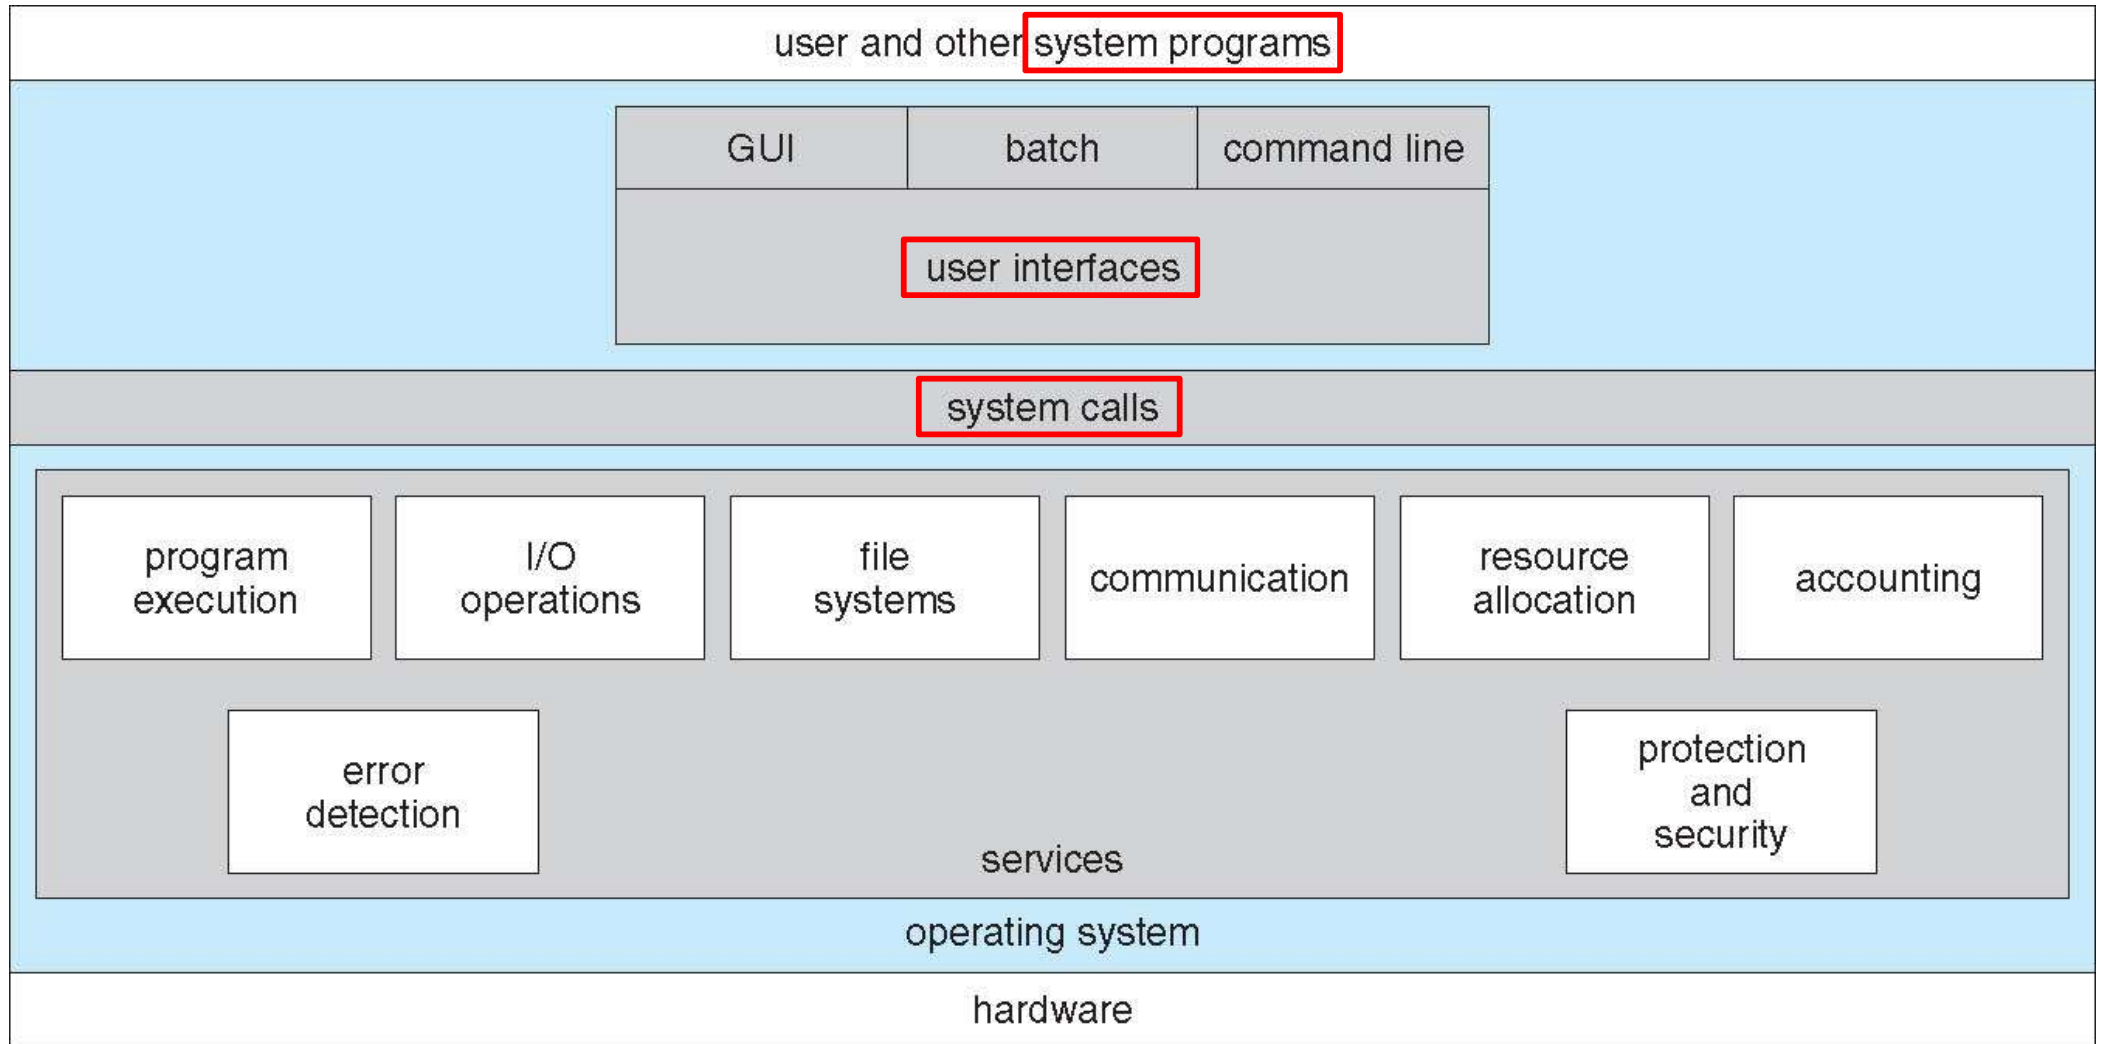 user and other system programs
GUI
batch
command line
user interfaces
system calls
program
execution
I/O
operations
file
systems
communication
resource
allocation
accounting
error
detection
protection
and
security
services
operating system
hardware